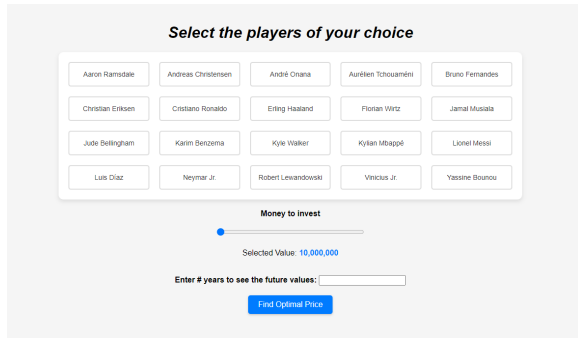 Select the players of your choice
Aaron Ramsdale Andreas Christensen André Onana Aurélien Tchouaméni Bruno Fernandes
Christian Eriksen Cristiano Ronaldo Erling Haaland Florian Wirtz Jamal Musiala
Jude Bellingham Karim Benzema Kyle Walker Kylian Mbappé Lionel Messi
Luis Díaz Neymar Jr. Robert Lewandowski Vinicius Jr. Yassine Bounou
Money to invest
Selected Value: 10,000,000
Enter # years to see the future values:
Find Optimal Price